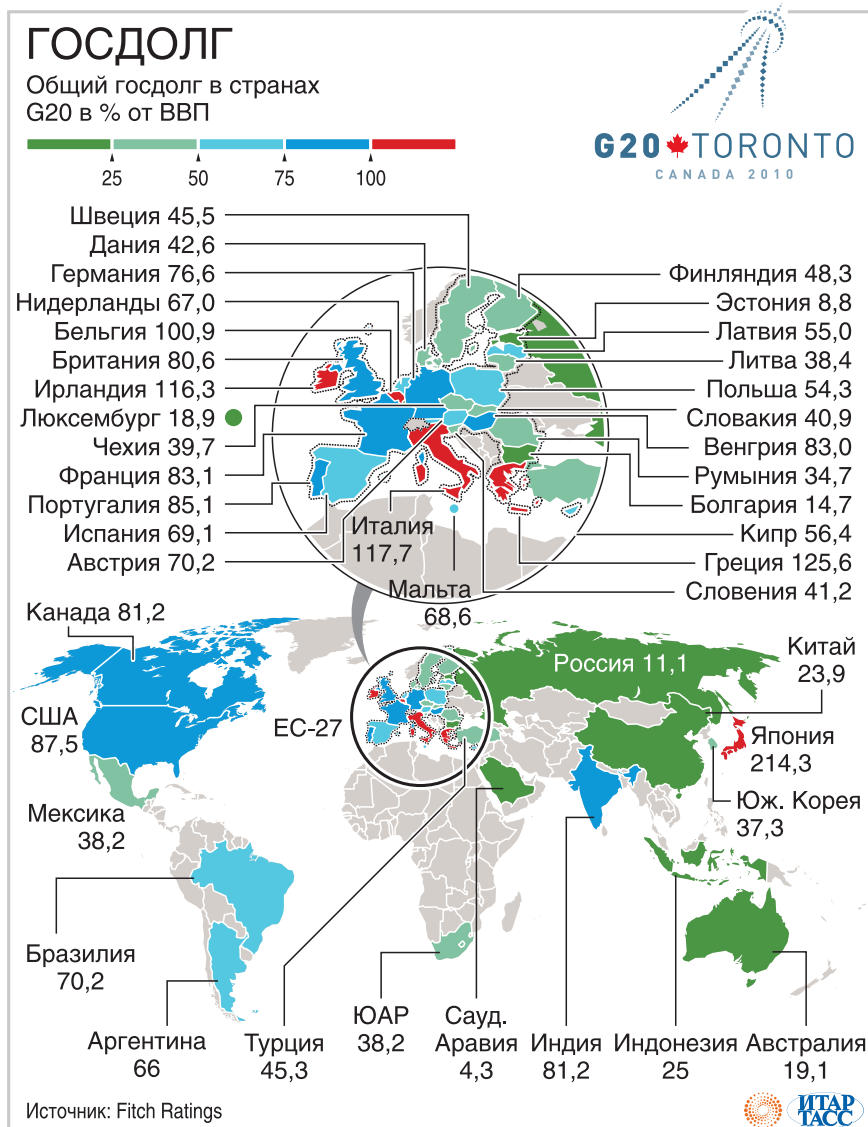 ГОСДОЛГ
Общий госдолг в странах
G20 в % от ВВП
25 50 75 100
G20 TORONTO
CANADA 2010
Швеция 45,5
Дания 42,6
Германия 76,6
Нидерланды 67,0
Бельгия 100,9
Британия 80,6
Ирландия 116,3
Люксембург 18,9
Чехия 39,7
Франция 83,1
Португалия 85,1
Испания 69,1
Австрия 70,2
Италия
117,7
Мальта
68,6
Финляндия 48,3
Эстония 8,8
Латвия 55,0
Литва 38,4
Польша 54,3
Словакия 40,9
Венгрия 83,0
Румыния 34,7
Болгария 14,7
Кипр 56,4
Греция 125,6
Словения 41,2
Канада 81,2
США
87,5
Мексика
38,2
Бразилия
70,2
Аргентина
66
ЕС-27
Турция
45,3
ЮАР
38,2
Сауд.
Аравия
4,3
Индия
81,2
Индонезия
25
Австралия
19,1
Россия 11,1
Китай
23,9
Япония
214,3
Юж. Корея
37,3
Источник: Fitch Ratings
ИТАР
ТАСС